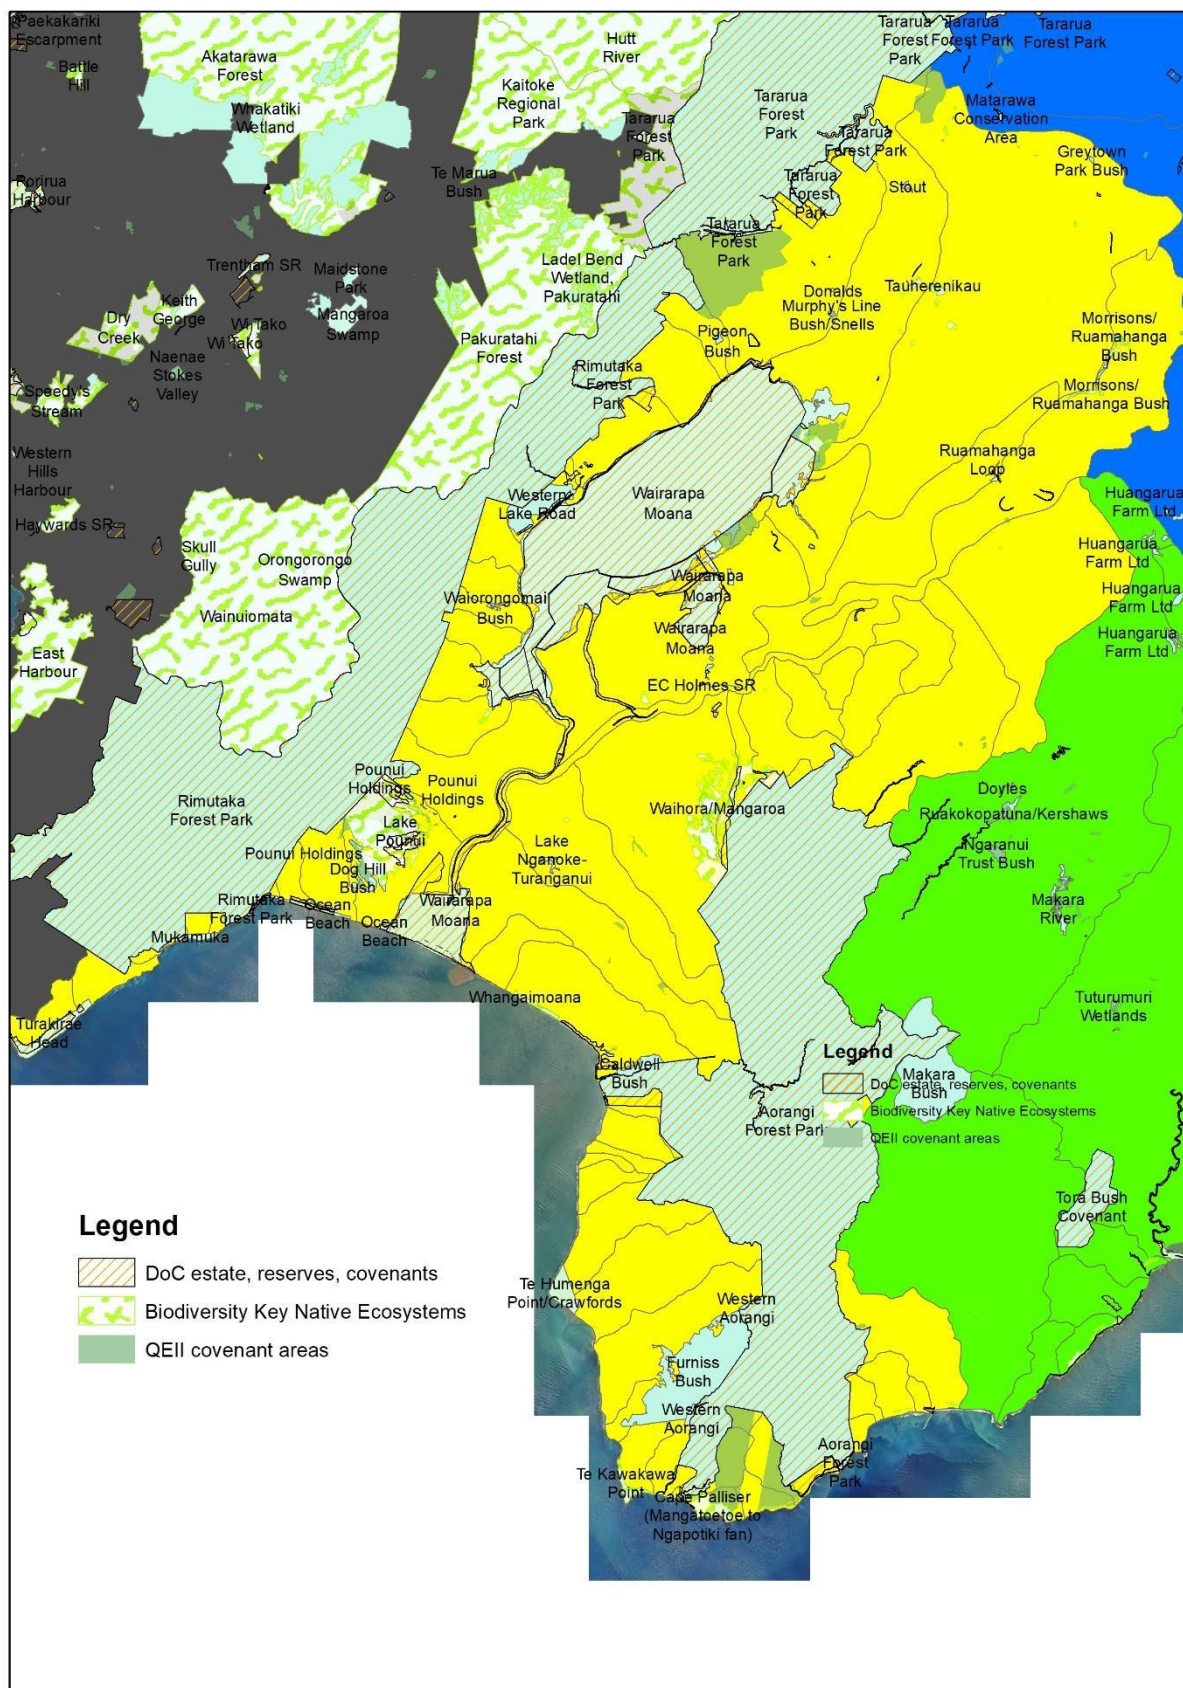 Paekakariki
Escarpment
Battle
Hill
Akatarawa
Forest
Whakatiki
Wetland
Hutt
River
Kaitoke
Regional
Park
Tararua
Forest
Park
Tararua
Forest Park
Tararua
Forest Park
Tararua
Forest
Park
Tararua
Forest
Park
Tararua
Forest Park
Matarawa
Conservation
Area
Greytown
Park Bush
Porirua
Harbour
Te Marua
Bush
Tararua
Forest
Park
Stout
Tararua
Forest
Park
Trentham SR
Maidstone
Park
Mangaroa
Swamp
Ladel Bend
Wetland,
Pakuratahi
Keith
George
Dry
Creek
Wi Tako
Wi Tako
Naenae
Stokes
Valley
Speedy's
Stream
Pakuratahi
Forest
Donalds
Murphy's Line
Bush/Snells
Tauherenikau
Pigeon
Bush
Morrisons/
Ruamahanga
Bush
Morrisons/
Ruamahanga Bush
Rimutaka
Forest
Park
Western
Hills
Harbour
Haywards SR
Western
Lake Road
Wairarapa
Moana
Ruamahanga
Loop
Huangarua
Farm Ltd
Huangarua
Farm Ltd
Huangarua
Farm Ltd
Huangarua
Farm Ltd
Skull
Gully
Orongorongo
Swamp
Wainuiomata
East
Harbour
Waiorongomai
Bush
Wairarapa
Moana
Wairarapa
Moana
EC Holmes SR
Pounui
Holdings
Pounui
Holdings
Lake
Pounui
Rimutaka
Forest Park
Pounui Holdings
Dog Hill
Bush
Waihora/Mangaroa
Lake
Nganoke-
Turanganui
Doyles
Ruakokopatuna/Kershaws
Ngaranui
Trust Bush
Makara
River
Rimutaka
Forest Park
Ocean
Beach
Ocean
Beach
Wairarapa
Moana
Mukamuka
Whangaimoana
Turakirae
Head
Tuturumuri
Wetlands
Caldwell
Bush
Legend
DoC estate, reserves, covenants
Biodiversity Key Native Ecosystems
QEII covenant areas
Makara
Bush
Aorangi
Forest Park
Tora Bush
Covenant
Legend
DoC estate, reserves, covenants
Biodiversity Key Native Ecosystems
QEII covenant areas
Te Humenga
Point/Crawfords
Western
Aorangi
Furniss
Bush
Western
Aorangi
Aorangi
Forest
Park
Te Kawakawa
Point
Cape Palliser
(Mangatoetoe to
Ngapotiki fan)